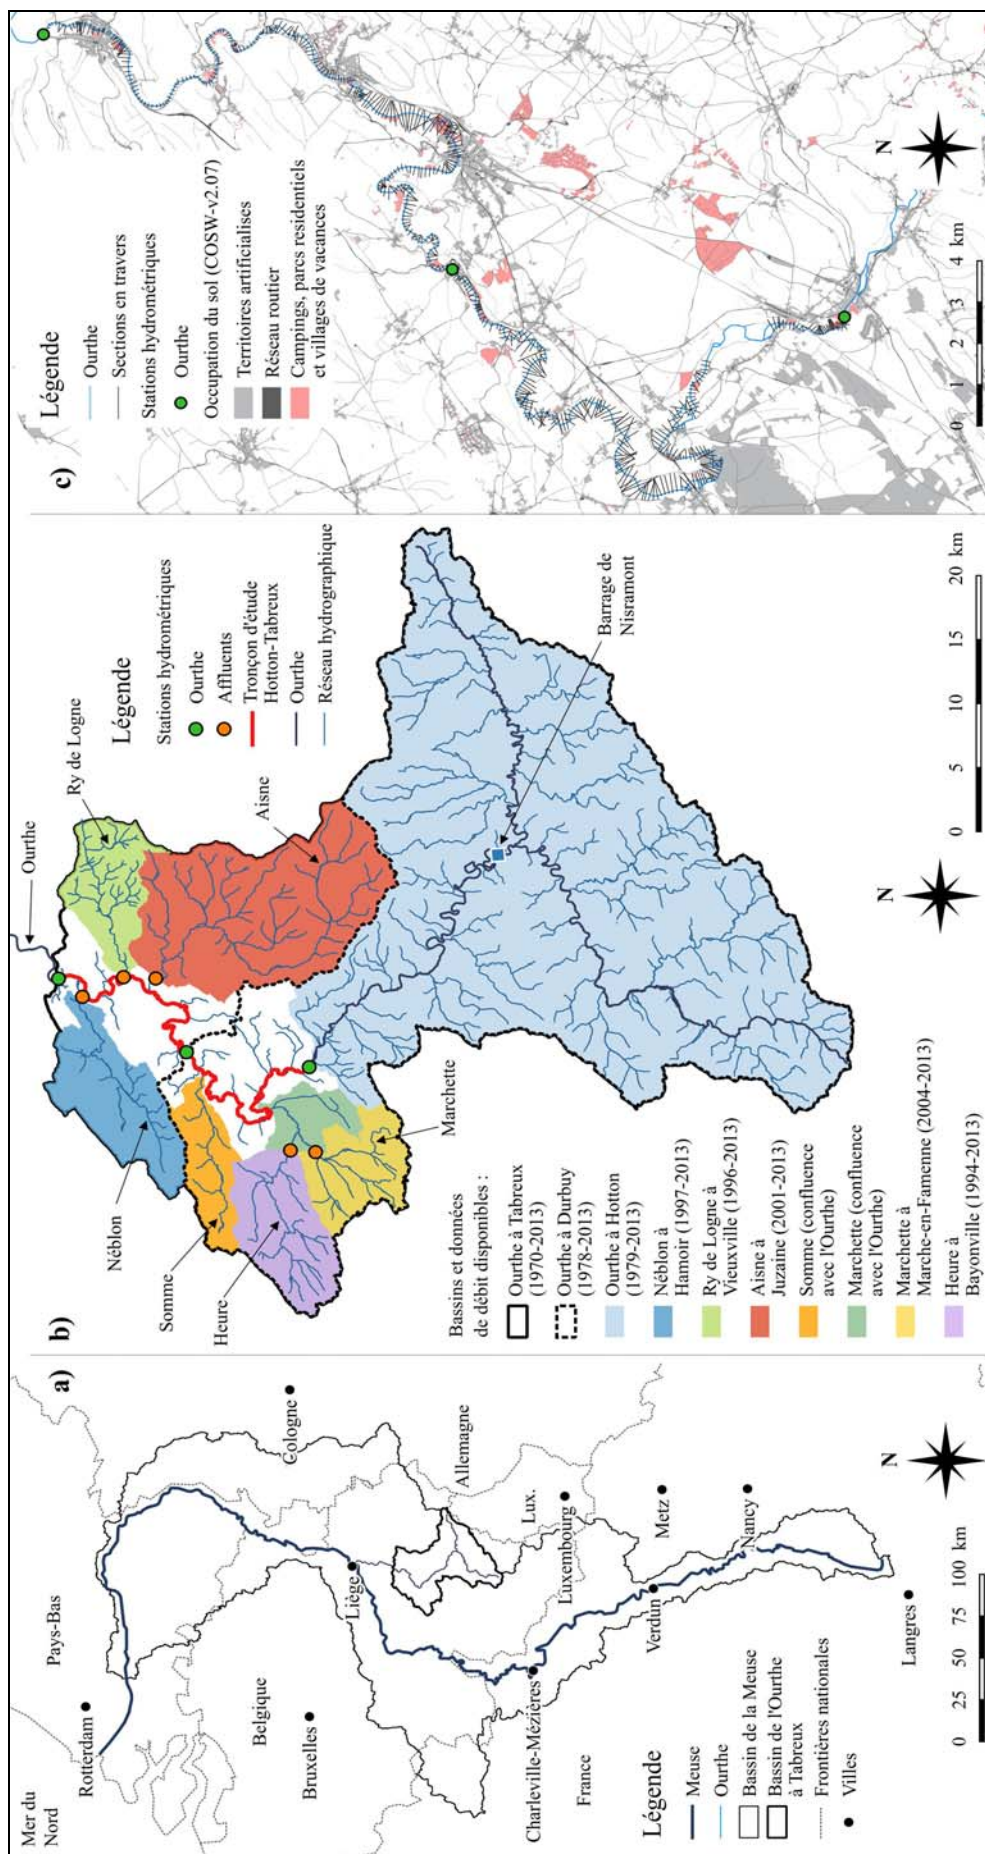 a)
Mer du
Nord
Pays-Bas
Rotterdam
Belgique
Bruxelles
Cologne
Liège
Allemagne
Lux.
Luxembourg
Charleville-Mézières
France
Verdun
Metz
Nancy
Langres
N
0 25 50 75 100 km
Légende
Meuse
Ourthe
Bassin de la Meuse
Bassin de l'Ourthe
à Tabreux
Frontières nationales
Villes
b)
Ourthe
Ry de Logne
Aisne
Néblon
Somme
Heure
Marchette
Barrage de
Nisramont
Légende
Stations hydrométriques
Ourthe
Affluents
Tronçon d'étude
Hotton-Tabreux
Ourthe
Réseau hydrographique
N
0 5 10 15 20 km
Bassins et données
de débit disponibles :
Ourthe à Tabreux
(1970-2013)
Ourthe à Durbuy
(1978-2013)
Ourthe à Hotton
(1979-2013)
Néblon à
Hamoir (1997-2013)
Ry de Logne à
Vieuxville (1996-2013)
Aisne à
Juzaine (2001-2013)
Somme (confluence
avec l'Ourthe)
Marchette (confluence
avec l'Ourthe)
Marchette à
Marche-en-Famenne (2004-2013)
Heure à
Bayonville (1994-2013)
c)
Légende
Ourthe
Sections en travers
Stations hydrométriques
Ourthe
Occupation du sol (COSW-v2.07)
Territoires artificialises
Réseau routier
Campings, parcs residentiels
et villages de vacances
N
0 1 2 3 4 km